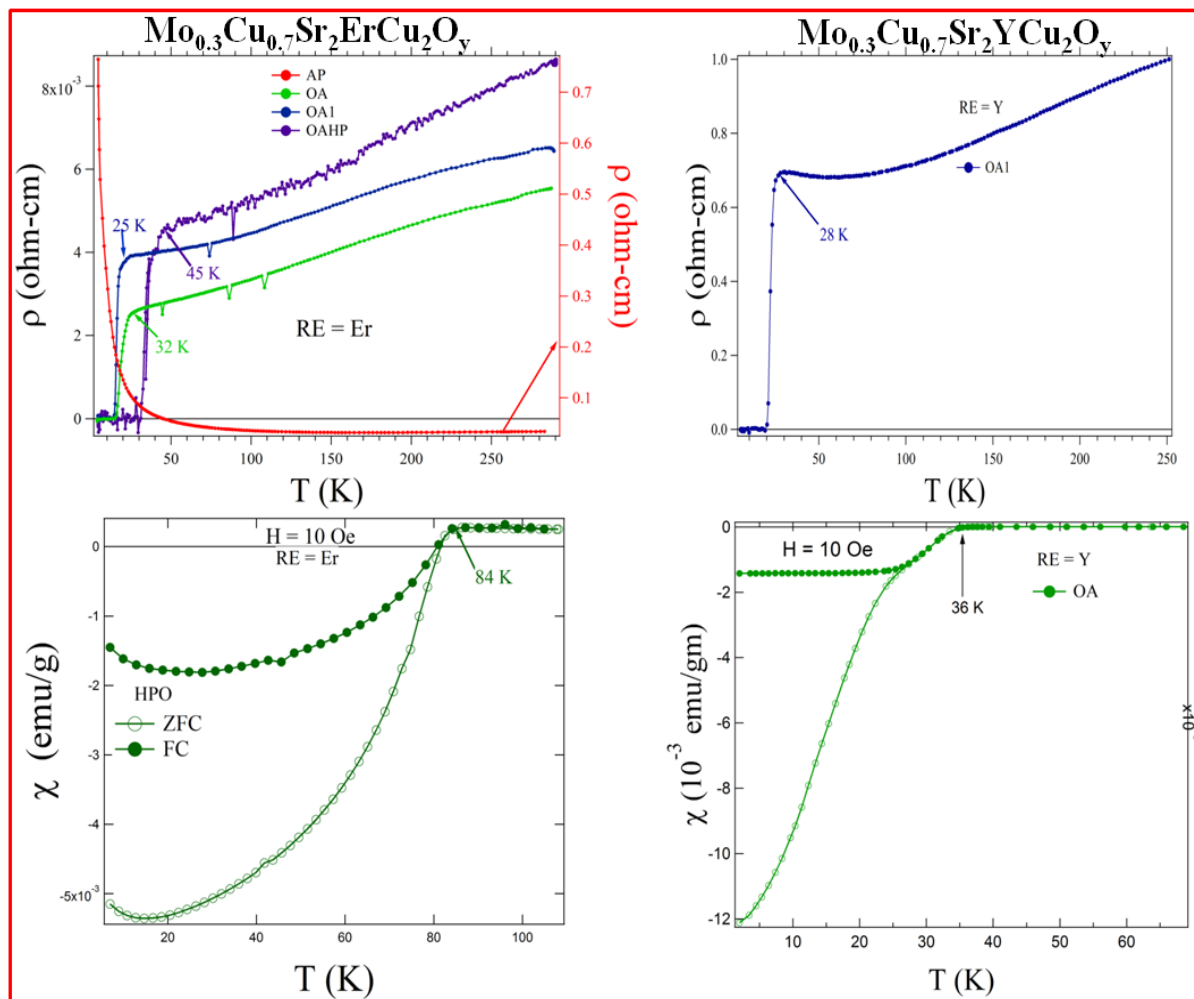 Mo0.3Cu0.7Sr2ErCu2Oy
8x10-3
6
4
2
0
ρ (ohm-cm)
AP
OA
OA1
OAHP
25 K
45 K
32 K
RE = Er
0.7
0.6
0.5
0.4
0.3
0.2
0.1
ρ (ohm-cm)
50
100
150
200
250
T (K)
Mo0.3Cu0.7Sr2YCu2Oy
1.0
0.8
0.6
0.4
0.2
0.0
ρ (ohm-cm)
RE = Y
OA1
28 K
50
100
150
200
250
T (K)
0
-1
-2
-3
-4
-5x10-3
χ (emu/g)
H = 10 Oe
RE = Er
84 K
HPO
ZFC
FC
20
40
60
80
100
T (K)
0
-2
-4
-6
-8
-10
-12
χ (10-3 emu/gm)
H = 10 Oe
RE = Y
OA
36 K
10
20
30
40
50
60
T (K)